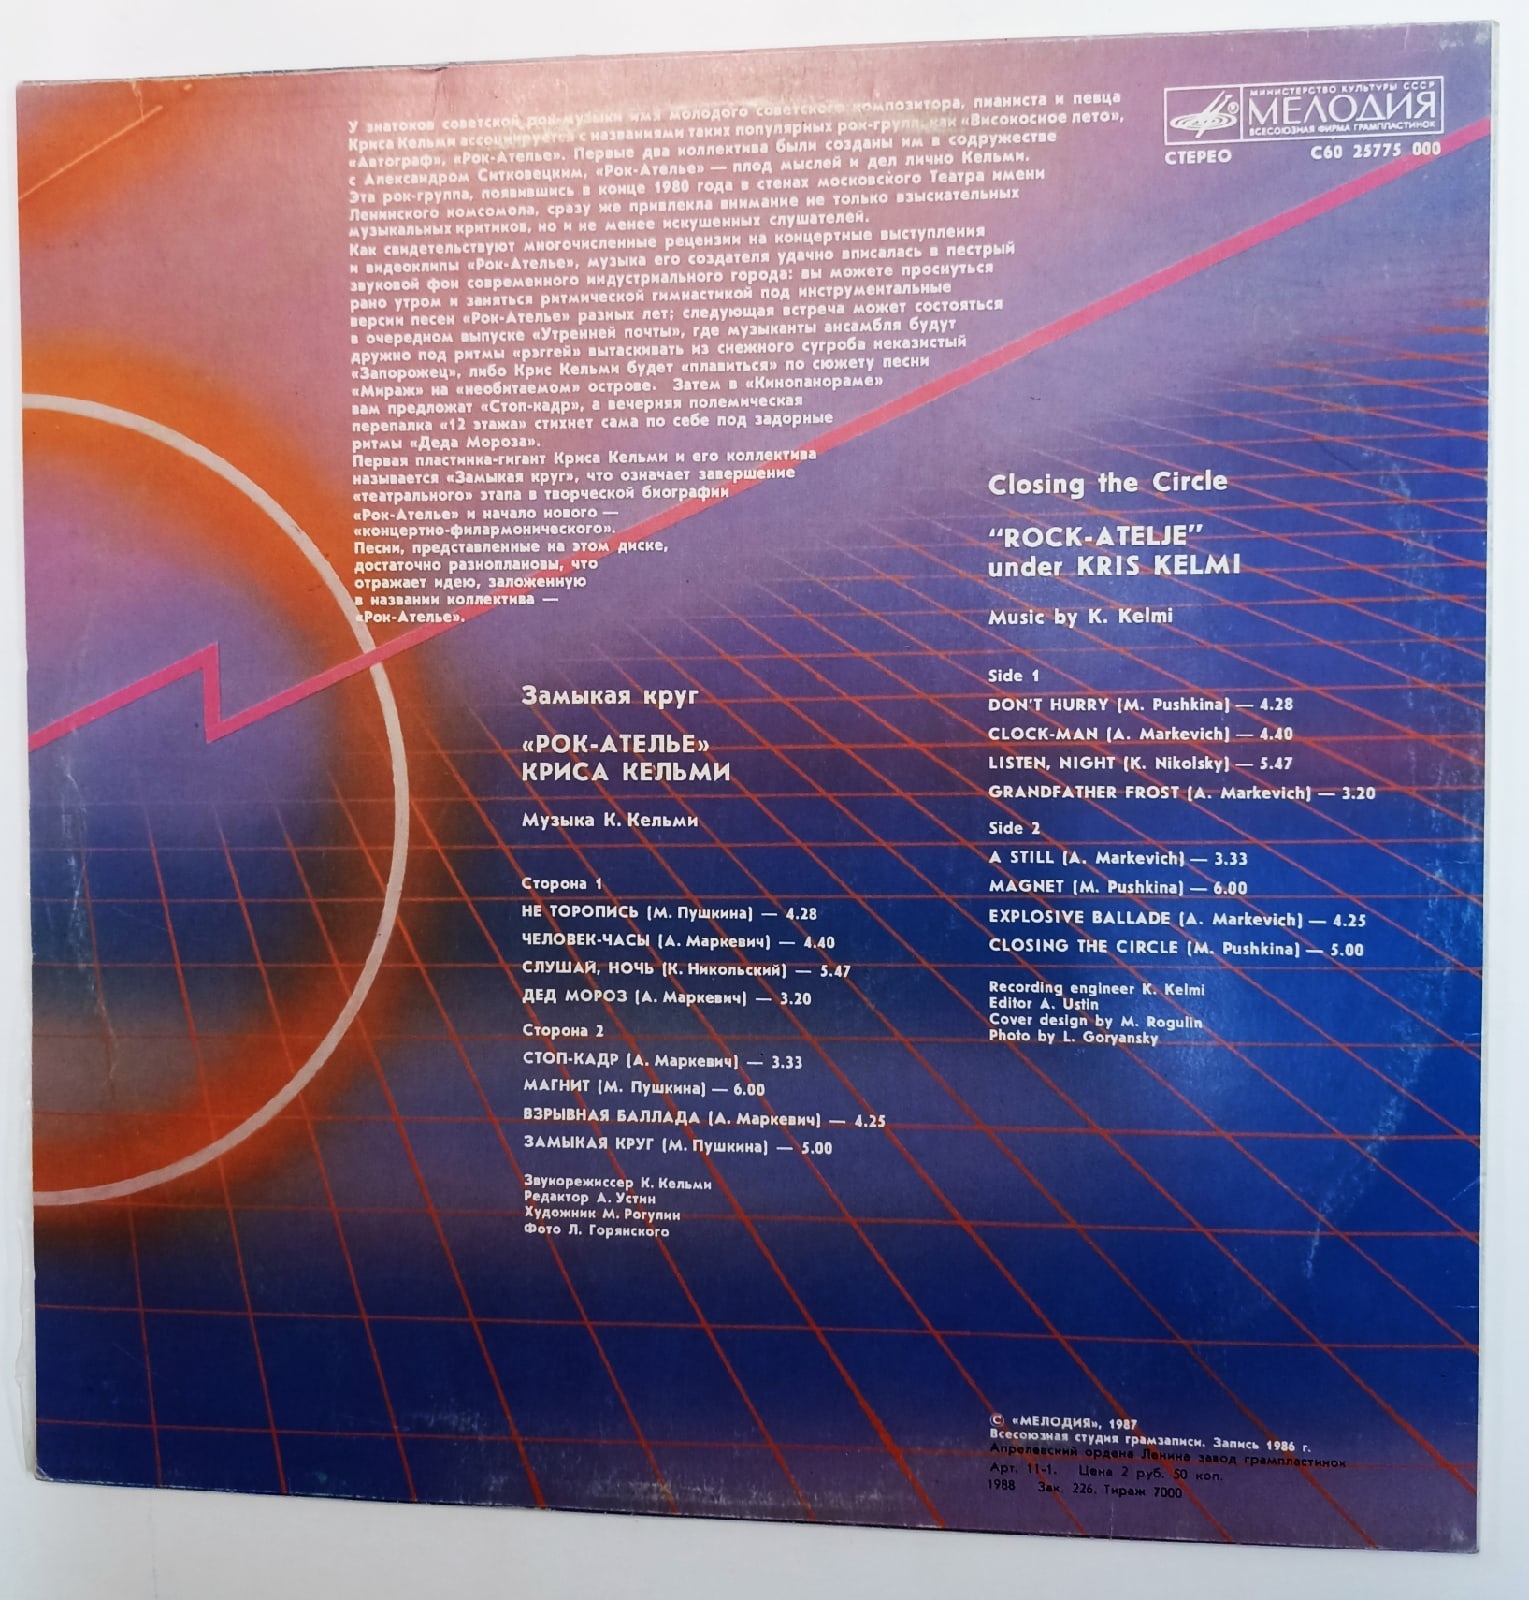 У знатоков советской рок-музыки имя молодого советского композитора, пианиста и певца
Криса Кельми ассоциируется с названиями таких популярных рок-групп, как «Високосное лето»,
«Автограф», «Рок-Ателье». Первые два коллектива были созданы им в содружестве
с Александром Ситковецким, «Рок-Ателье» — плод мыслей и дел лично Кельми.
Эта рок-группа, появившись в конце 1980 года в стенах московского Театра имени
Ленинского комсомола, сразу же привлекла внимание не только взыскательных
музыкальных критиков, но и не менее искушенных слушателей.
Как свидетельствуют многочисленные рецензии на концертные выступления
и видеоклипы «Рок-Ателье», музыка его создателя удачно вписалась в пестрый
звуковой фон современного индустриального города: вы можете проснуться
рано утром и заняться ритмической гимнастикой под инструментальные
версии песен «Рок-Ателье» разных лет; следующая встреча может состояться
в очередном выпуске «Утренней почты», где музыканты ансамбля будут
дружно под ритмы «рэггей» вытаскивать из снежного сугроба неказистый
«Запорожец», либо Крис Кельми будет «плавиться» по сюжету песни
«Мираж» на «необитаемом» острове. Затем в «Кинопанораме»
вам предложат «Стоп-кадр», а вечерняя полемическая
перепалка «12 этажа» стихнет сама по себе под задорные
ритмы «Деда Мороза».
Первая пластинка-гигант Криса Кельми и его коллектива
называется «Замыкая круг», что означает завершение
«театрального» этапа в творческой биографии
«Рок-Ателье» и начало нового —
«концертно-филармонического».
Песни, представленные на этом диске,
достаточно разноплановы, что
отражает идею, заложенную
в названии коллектива —
«Рок-Ателье».
МИНИСТЕРСТВО КУЛЬТУРЫ СССР
МЕЛОДИЯ
ВСЕСОЮЗНАЯ ФИРМА ГРАМПЛАСТИНОК
СТЕРЕО С60 25775 000
Замыкая круг
«РОК-АТЕЛЬЕ»
КРИСА КЕЛЬМИ
Музыка К. Кельми
Сторона 1
НЕ ТОРОПИСЬ (М. Пушкина) — 4.28
ЧЕЛОВЕК-ЧАСЫ (А. Маркевич) — 4.40
СЛУШАЙ, НОЧЬ (К. Никольский) — 5.47
ДЕД МОРОЗ (А. Маркевич) — 3.20
Сторона 2
СТОП-КАДР (А. Маркевич) — 3.33
МАГНИТ (М. Пушкина) — 6.00
ВЗРЫВНАЯ БАЛЛАДА (А. Маркевич) — 4.25
ЗАМЫКАЯ КРУГ (М. Пушкина) — 5.00
Звукорежиссер К. Кельми
Редактор А. Устин
Художник М. Рогулин
Фото Л. Горянского
Closing the Circle
“ROCK-ATELJE”
under KRIS KELMI
Music by K. Kelmi
Side 1
DON'T HURRY (M. Pushkina) — 4.28
CLOCK-MAN (A. Markevich) — 4.40
LISTEN, NIGHT (K. Nikolsky) — 5.47
GRANDFATHER FROST (A. Markevich) — 3.20
Side 2
A STILL (A. Markevich) — 3.33
MAGNET (M. Pushkina) — 6.00
EXPLOSIVE BALLADE (A. Markevich) — 4.25
CLOSING THE CIRCLE (M. Pushkina) — 5.00
Recording engineer K. Kelmi
Editor A. Ustin
Cover design by M. Rogulin
Photo by L. Goryansky
© «МЕЛОДИЯ», 1987
Всесоюзная студия грамзаписи. Запись 1986 г.
Апрелевский ордена Ленина завод грампластинок
Арт. 11-1. Цена 2 руб. 50 коп.
1988 Зак. 226. Тираж 7000